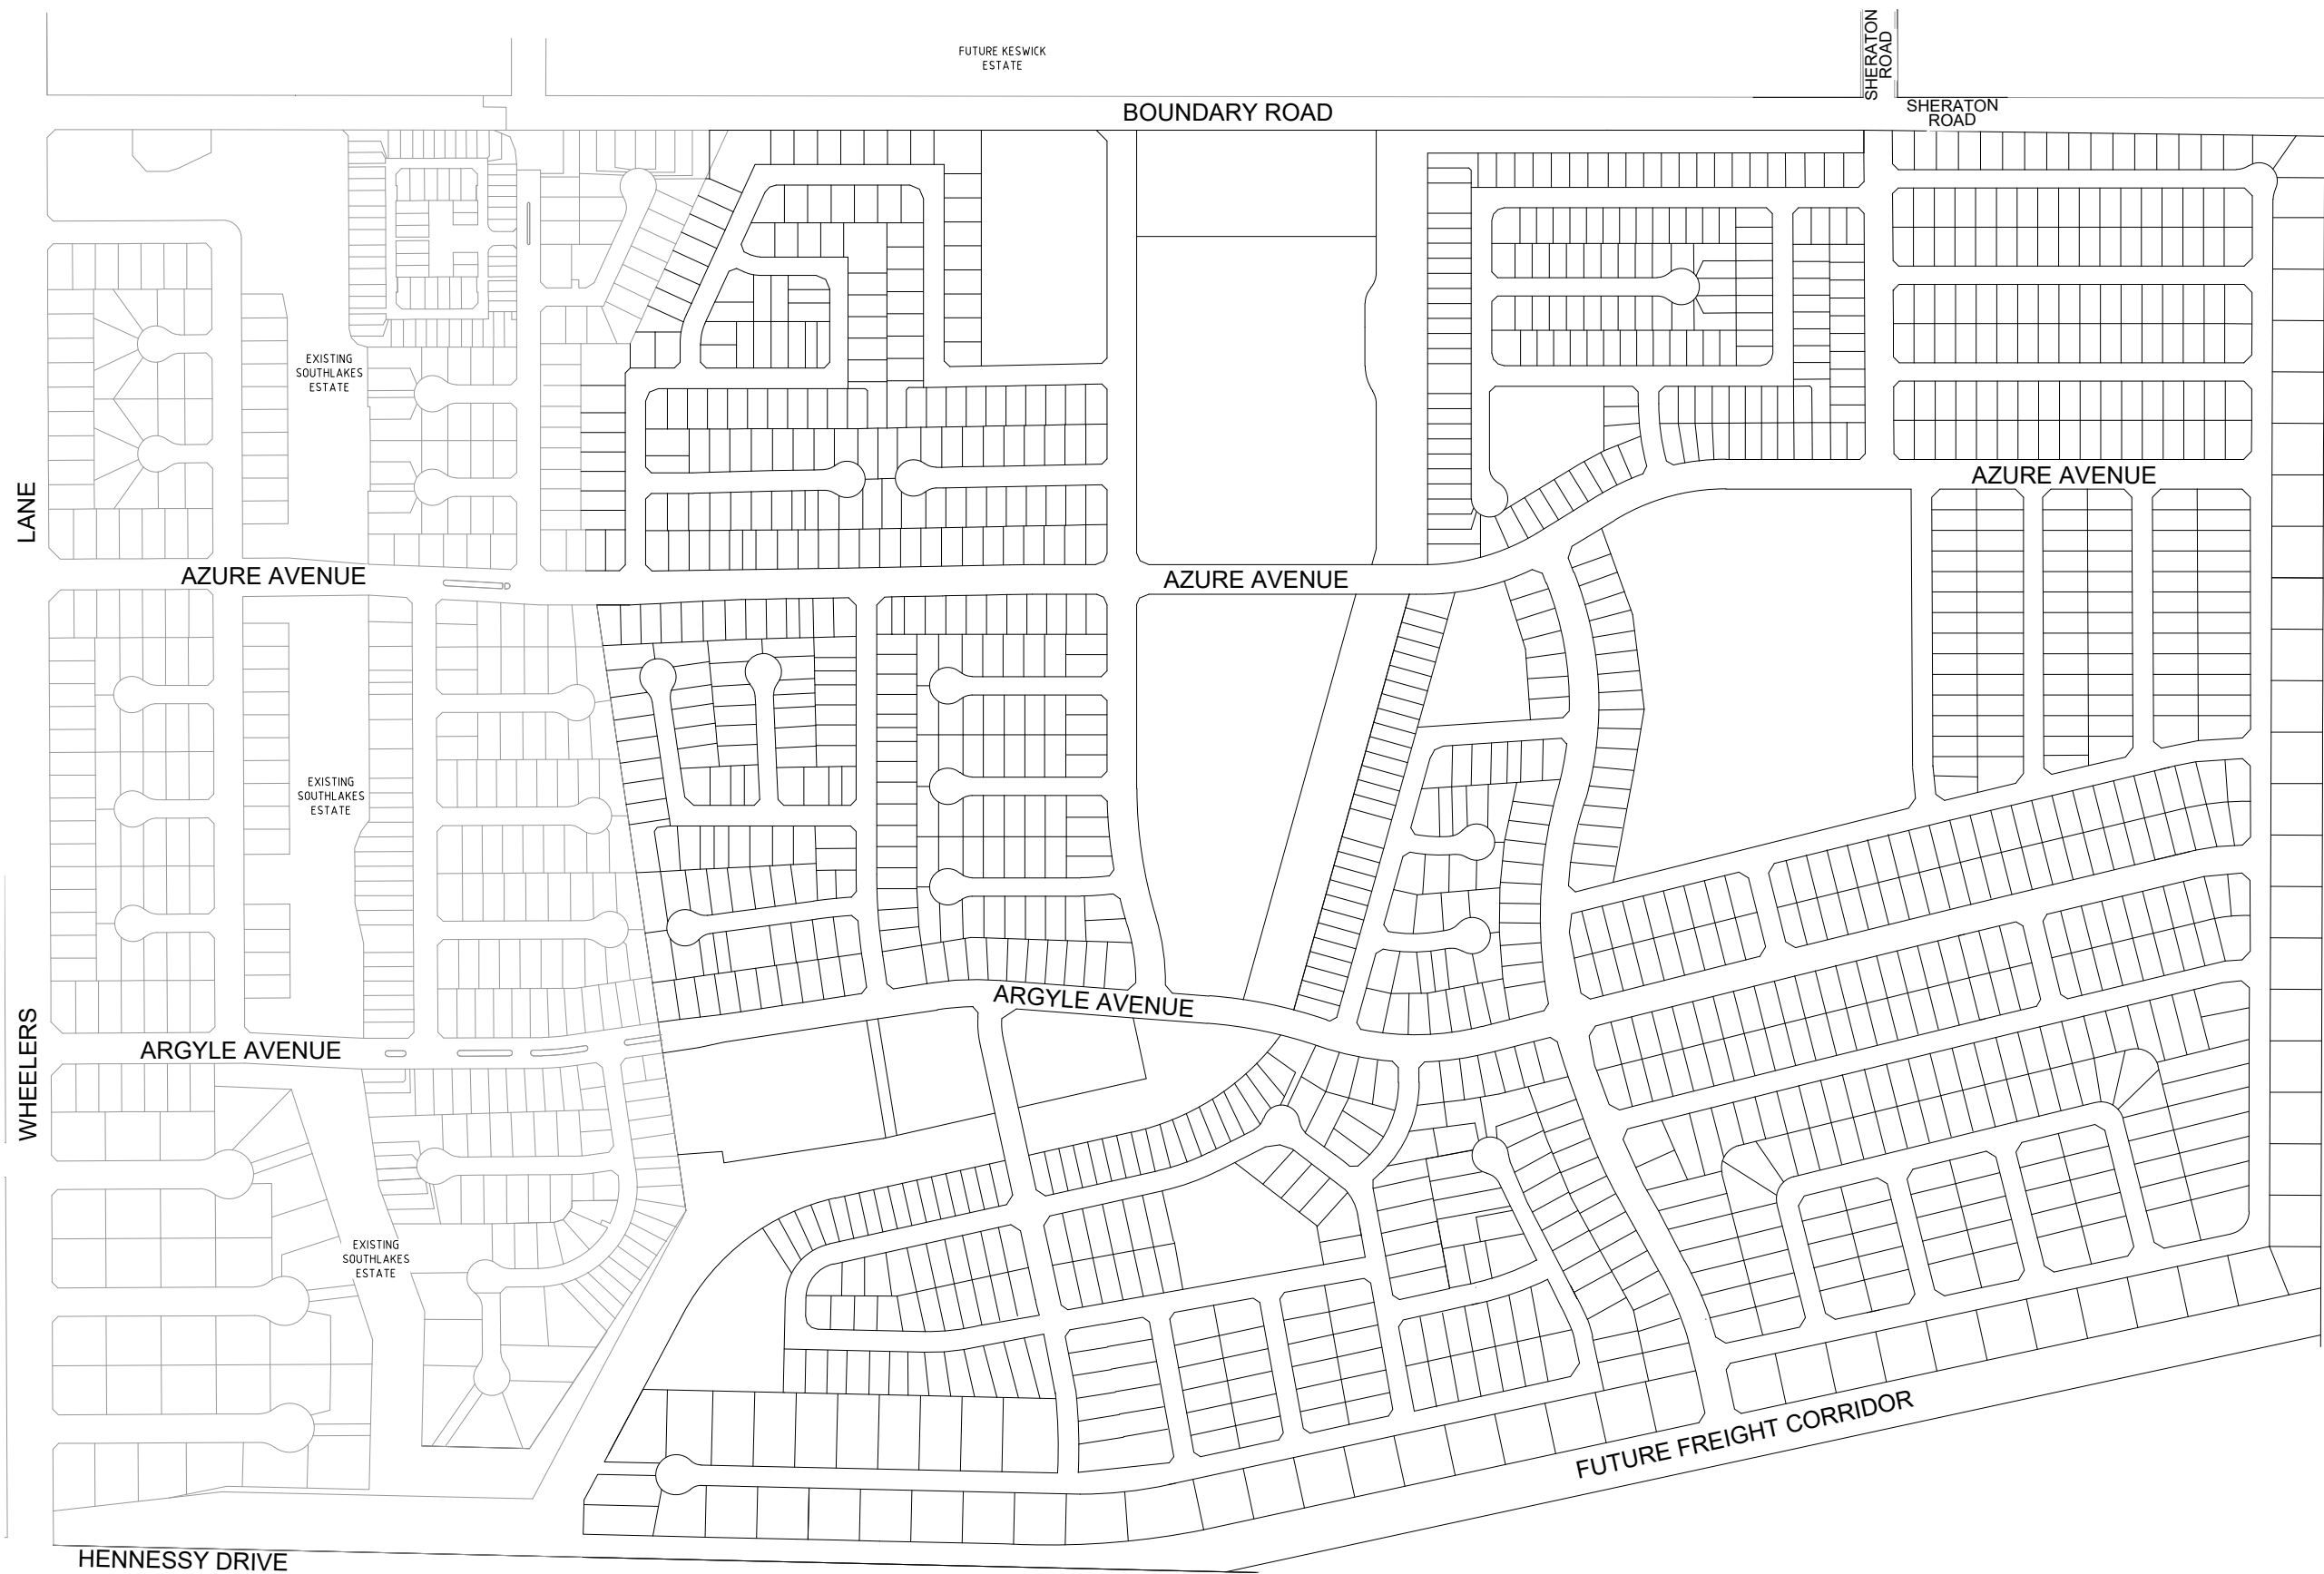 FUTURE KESWICK
ESTATE
SHERATON
ROAD
BOUNDARY ROAD
SHERATON
ROAD
EXISTING
SOUTHLAKES
ESTATE
LANE
AZURE AVENUE
AZURE AVENUE
AZURE AVENUE
EXISTING
SOUTHLAKES
ESTATE
WHEELERS
ARGYLE AVENUE
ARGYLE AVENUE
EXISTING
SOUTHLAKES
ESTATE
FUTURE FREIGHT CORRIDOR
HENNESSY DRIVE